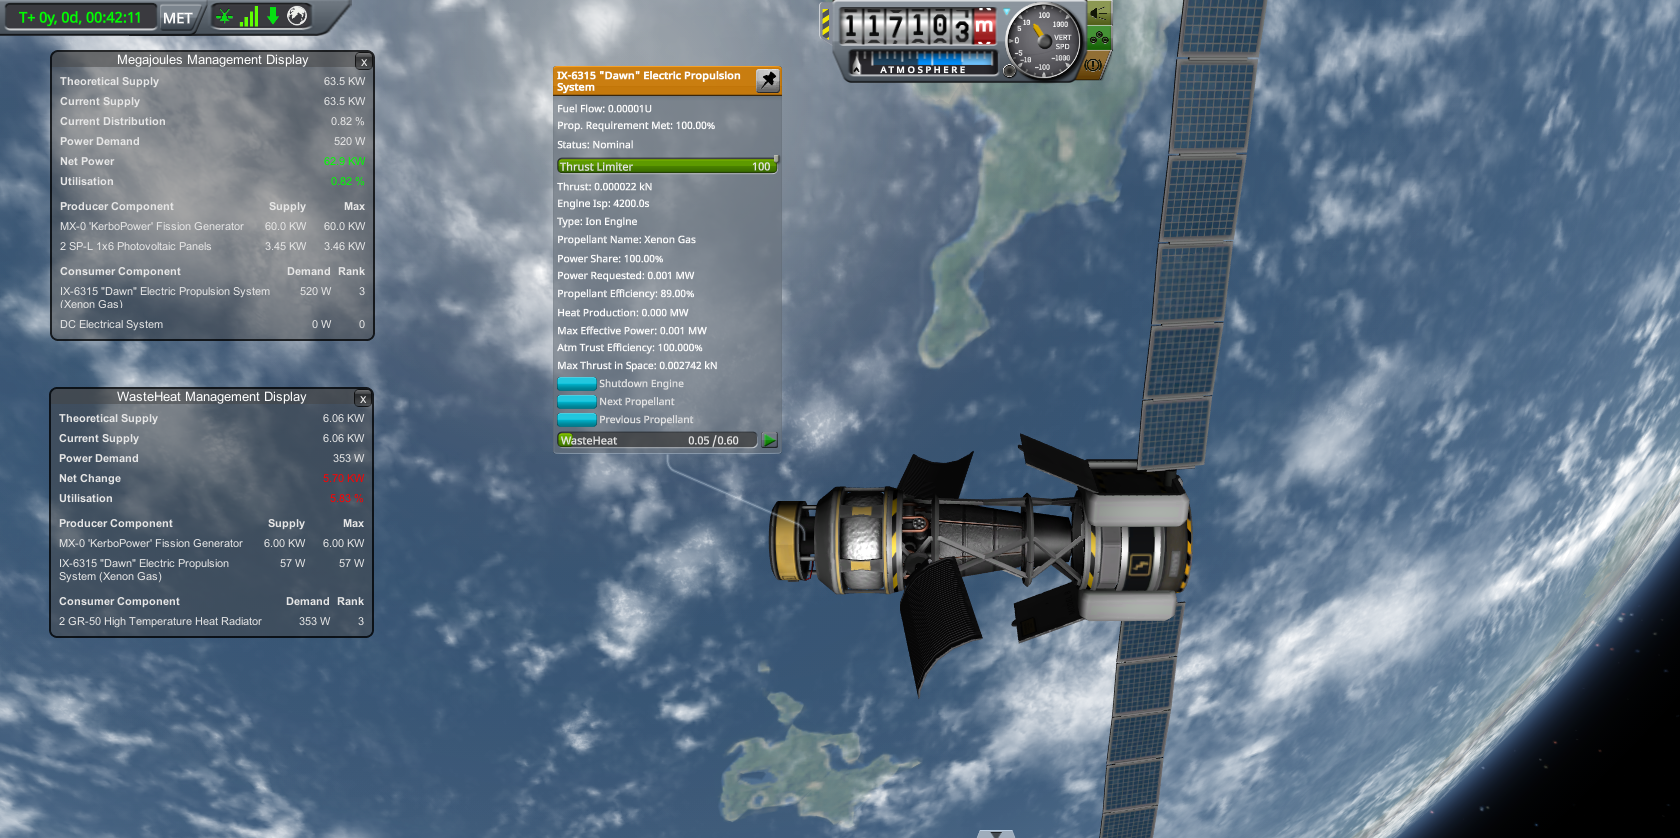 T+ 0y, 0d, 00:42:11 MET
Megajoules Management Display x
Theoretical Supply 63.5 KW
Current Supply 63.5 KW
Current Distribution 0.82 %
Power Demand 520 W
Net Power
Utilisation 0.82 %
Producer Component Supply Max
MX-0 'KerboPower' Fission Generator 60.0 KW 60.0 KW
2 SP-L 1x6 Photovoltaic Panels 3.45 KW 3.46 KW
Consumer Component Demand Rank
IX-6315 "Dawn" Electric Propulsion System 520 W 3
(Xenon Gas)
DC Electrical System 0 W 0
WasteHeat Management Display x
Theoretical Supply 6.06 KW
Current Supply 6.06 KW
Power Demand 353 W
Net Change
Utilisation
Producer Component Supply Max
MX-0 'KerboPower' Fission Generator 6.00 KW 6.00 KW
IX-6315 "Dawn" Electric Propulsion 57 W 57 W
System (Xenon Gas)
Consumer Component Demand Rank
2 GR-50 High Temperature Heat Radiator 353 W 3
IX-6315 "Dawn" Electric Propulsion
System
Fuel Flow: 0.00001U
Prop. Requirement Met: 100.00%
Status: Nominal
Thrust Limiter 100
Thrust: 0.000022 kN
Engine Isp: 4200.0s
Type: Ion Engine
Propellant Name: Xenon Gas
Power Share: 100.00%
Power Requested: 0.001 MW
Propellant Efficiency: 89.00%
Heat Production: 0.000 MW
Max Effective Power: 0.001 MW
Atm Trust Efficiency: 100.000%
Max Thrust in Space: 0.002742 kN
Shutdown Engine
Next Propellant
Previous Propellant
WasteHeat 0.05 / 0.60
117103 m
ATMOSPHERE
100
10
1000
5
0
VERT
SPD
-5
-10
-100
-1000